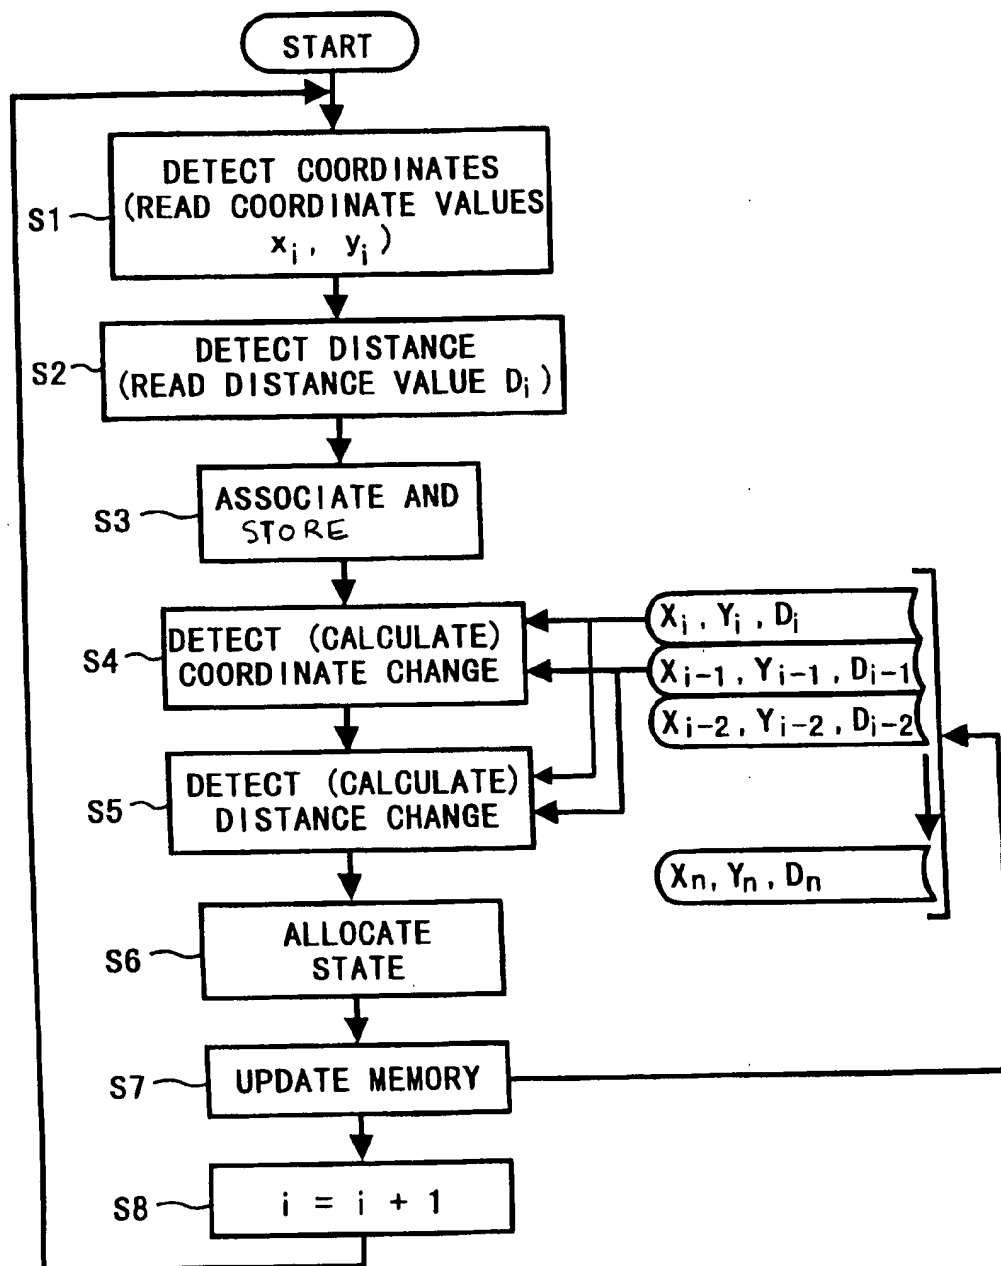 START
DETECT COORDINATES
(READ COORDINATE VALUES
xi, yi)
S1
DETECT DISTANCE
(READ DISTANCE VALUE Di)
S2
ASSOCIATE AND
STORE
S3
DETECT (CALCULATE)
COORDINATE CHANGE
S4
Xi, Yi, Di
Xi-1, Yi-1, Di-1
Xi-2, Yi-2, Di-2
DETECT (CALCULATE)
DISTANCE CHANGE
S5
Xn, Yn, Dn
ALLOCATE
STATE
S6
UPDATE MEMORY
S7
i = i + 1
S8